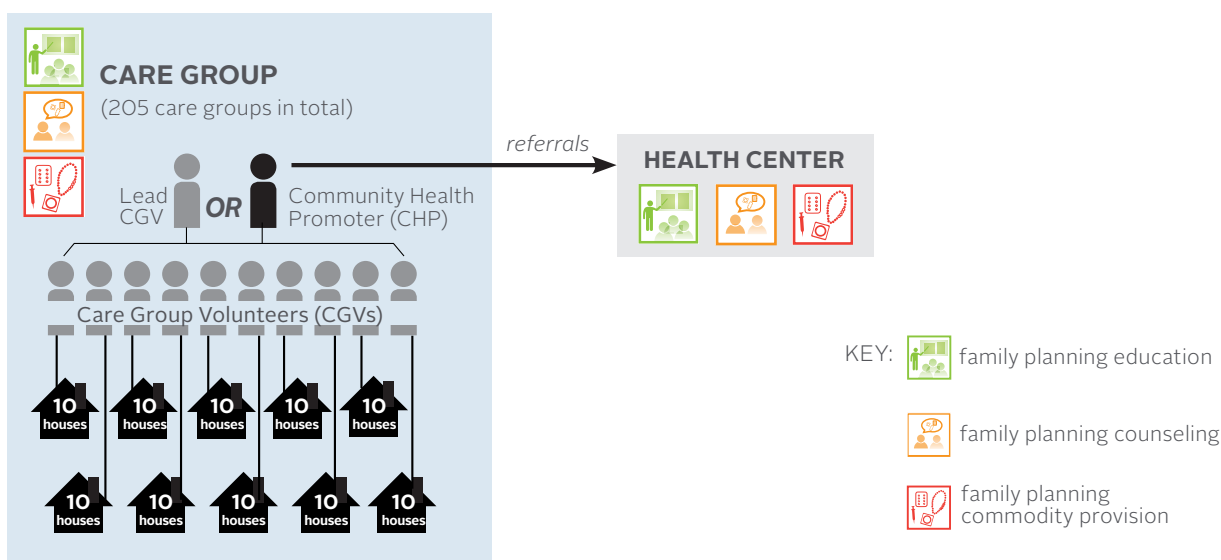 CARE GROUP
(205 care groups in total)
Lead
CGV
OR
Community Health
Promoter (CHP)
referrals
HEALTH CENTER
Care Group Volunteers (CGVs)
10
houses
10
houses
10
houses
10
houses
10
houses
10
houses
10
houses
10
houses
10
houses
10
houses
KEY:
family planning education
family planning counseling
family planning
commodity provision